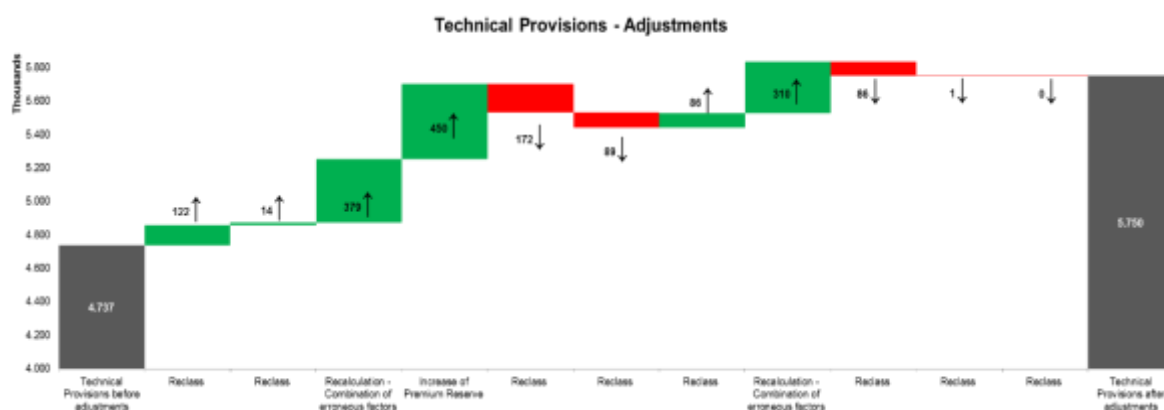 Technical Provisions - Adjustments
Thousands
5.800
5.600
5.400
5.200
5.000
4.800
4.600
4.400
4.200
4.000
4.737
122
14
379
450
172
89
86
310
86
1
0
5.750
Technical
Provisions before
adjustments
Reclass
Reclass
Recalculation -
Combination of
erroneous factors
Increase of
Premium Reserve
Reclass
Reclass
Reclass
Recalculation -
Combination of
erroneous factors
Reclass
Reclass
Reclass
Technical
Provisions after
adjustments